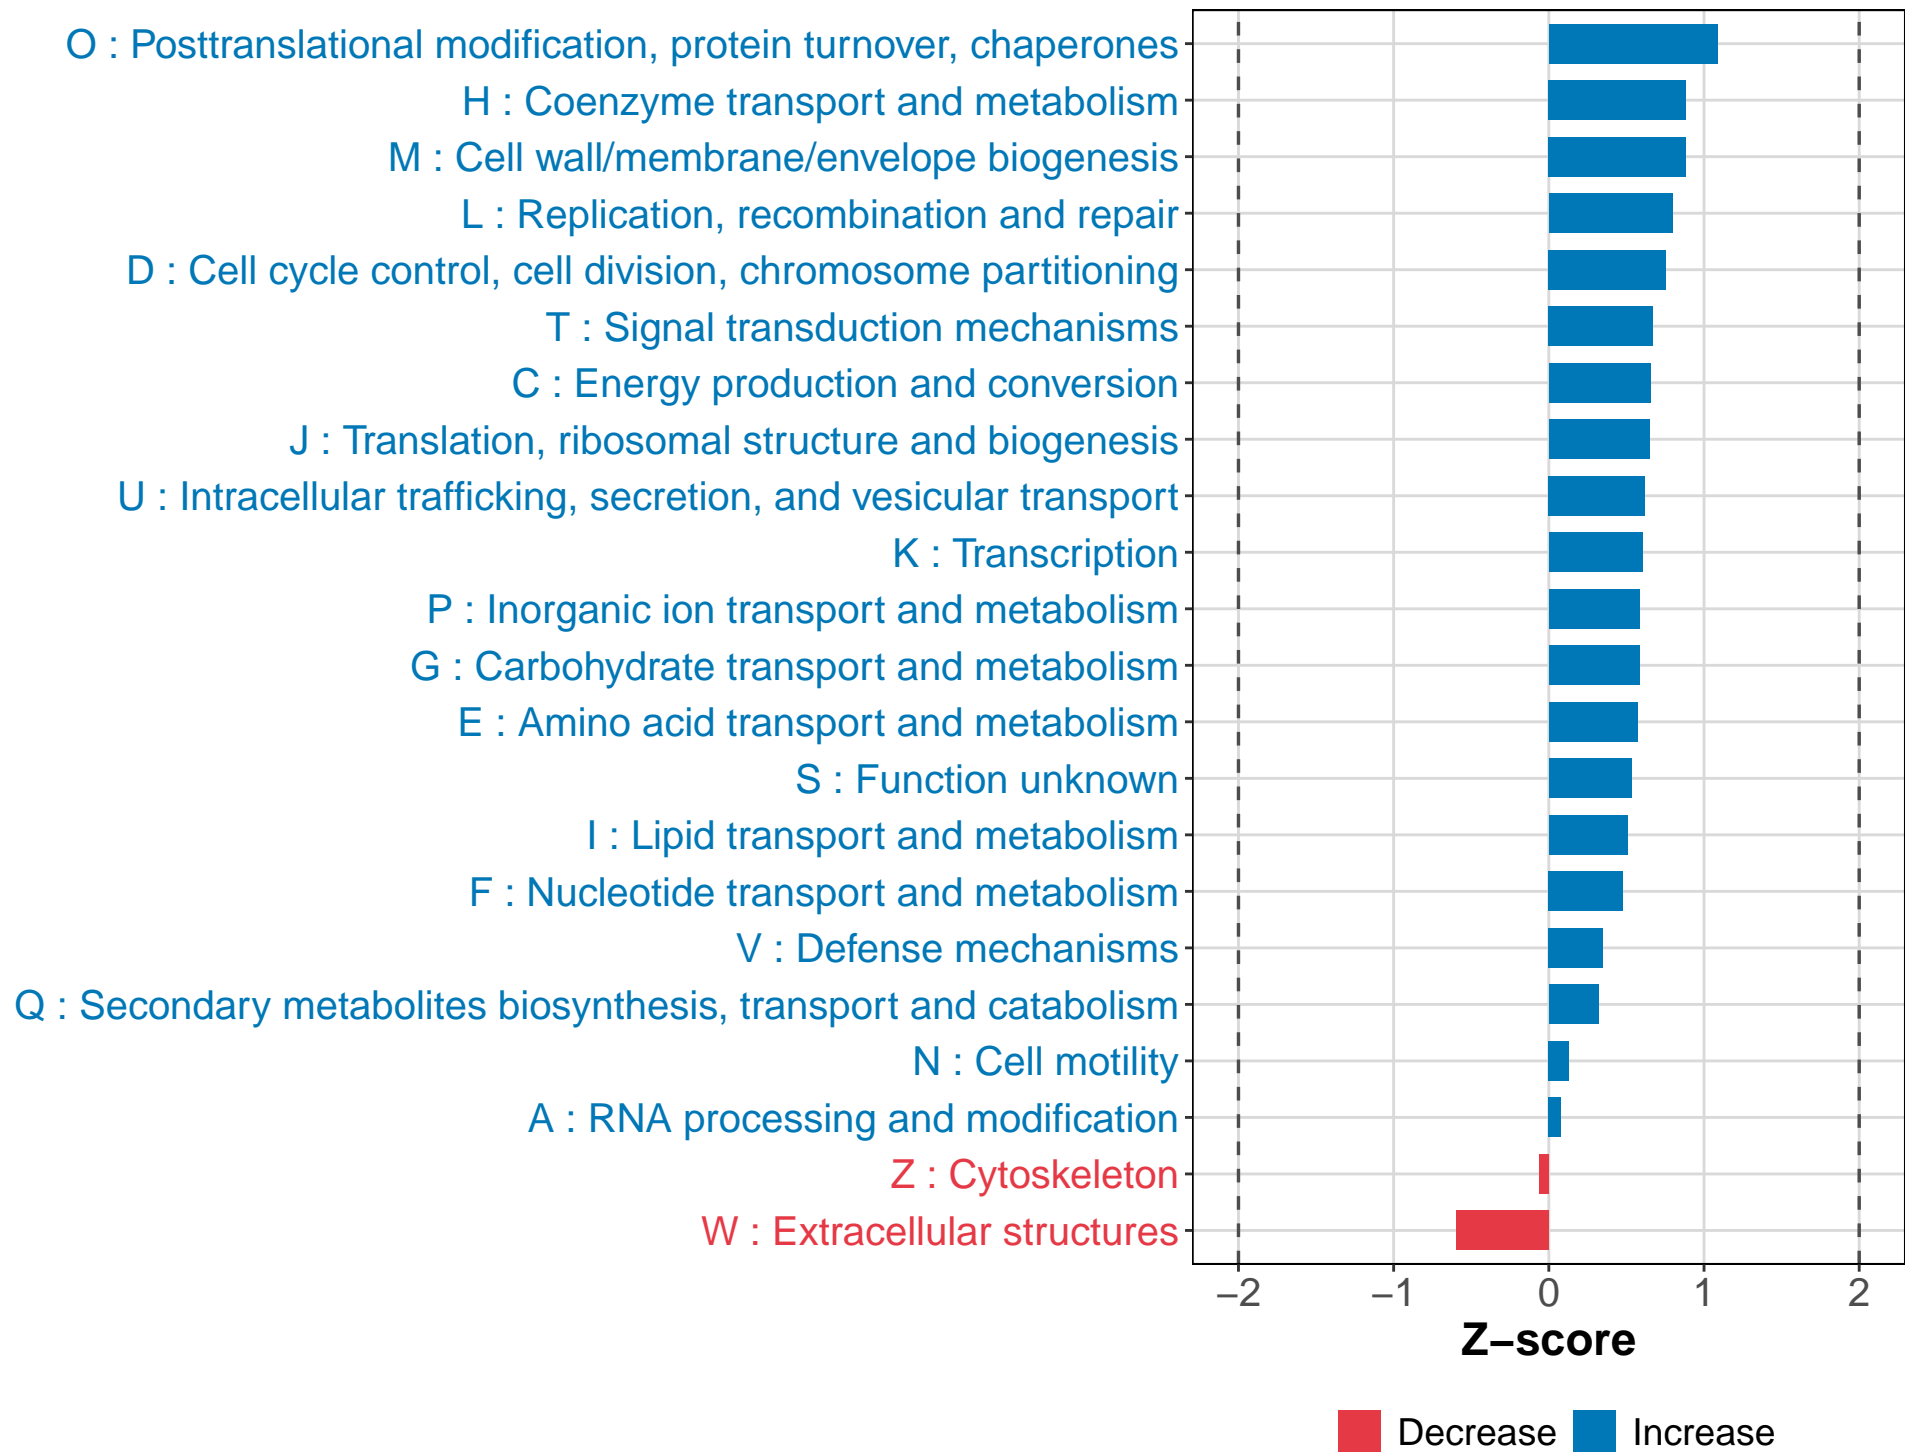 O : Posttranslational modification, protein turnover, chaperones
H : Coenzyme transport and metabolism
M : Cell wall/membrane/envelope biogenesis
L : Replication, recombination and repair
D : Cell cycle control, cell division, chromosome partitioning
T : Signal transduction mechanisms
C : Energy production and conversion
J : Translation, ribosomal structure and biogenesis
U : Intracellular trafficking, secretion, and vesicular transport
K : Transcription
P : Inorganic ion transport and metabolism
G : Carbohydrate transport and metabolism
E : Amino acid transport and metabolism
S : Function unknown
I : Lipid transport and metabolism
F : Nucleotide transport and metabolism
V : Defense mechanisms
Q : Secondary metabolites biosynthesis, transport and catabolism
N : Cell motility
A : RNA processing and modification
Z : Cytoskeleton
W : Extracellular structures
−2 −1 0 1 2
Z−score
Decrease Increase